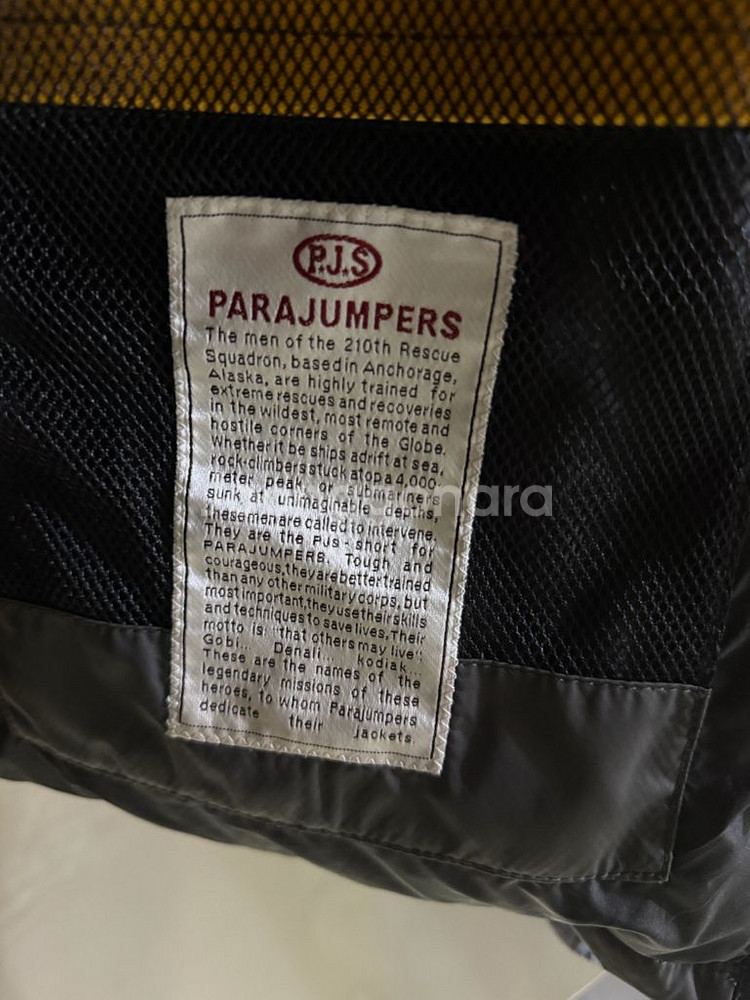 P.J.S
PARAJUMPERS
The men of the 210th Rescue
Squadron, based in Anchorage,
Alaska, are highly trained for
extreme rescues and recoveries
in the wildest, most remote and
hostile corners of the Globe.
Whether it be ships adrift at sea,
rock-climbers stuck atop a 4,000-
meter peak, or submariners
sunk at unimaginable depths,
these men are called to intervene.
They are the PJs - short for
PARAJUMPERS. Tough and
courageous, they are better trained
than any other military corps, but
most important, they use their skills
and techniques to save lives. Their
motto is "that others may live".
Gobi... Denali... kodiak...
These are the names of the
legendary missions of these
heroes, to whom Parajumpers
dedicate their jackets.